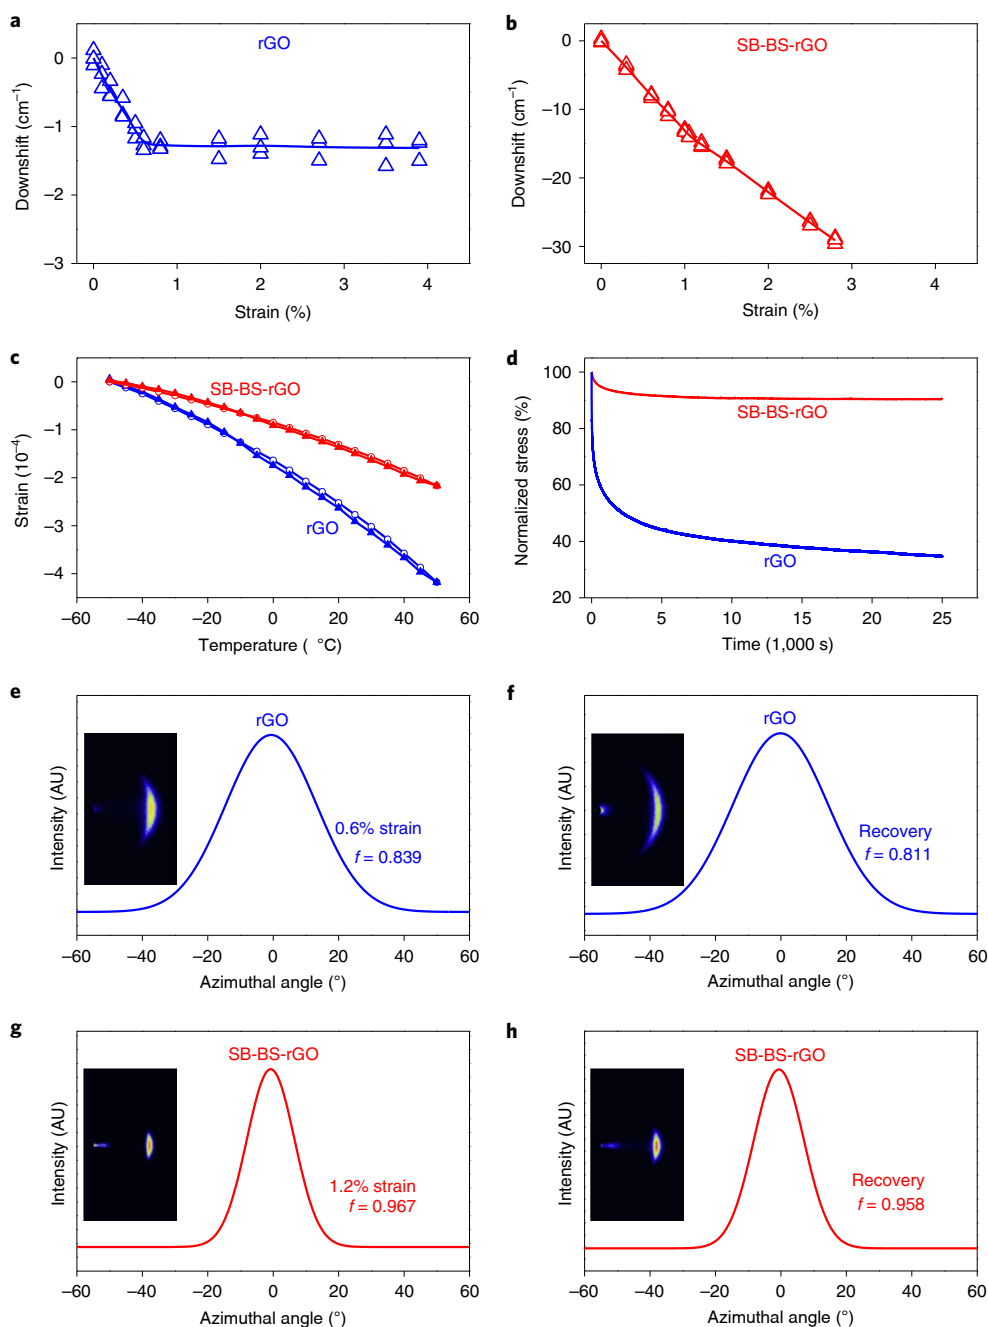 a
rGO
0
−1
−2
−3
Downshift (cm⁻¹)
0 1 2 3 4
Strain (%)
b
SB-BS-rGO
0
−10
−20
−30
Downshift (cm⁻¹)
0 1 2 3 4
Strain (%)
c
SB-BS-rGO
rGO
0
−1
−2
−3
−4
Strain (10⁻⁴)
−60 −40 −20 0 20 40 60
Temperature ( °C)
d
SB-BS-rGO
rGO
100
80
60
40
20
Normalized stress (%)
0 5 10 15 20 25
Time (1,000 s)
e
rGO
0.6% strain
f = 0.839
Intensity (AU)
−60 −40 −20 0 20 40 60
Azimuthal angle (°)
f
rGO
Recovery
f = 0.811
Intensity (AU)
−60 −40 −20 0 20 40 60
Azimuthal angle (°)
g
SB-BS-rGO
1.2% strain
f = 0.967
Intensity (AU)
−60 −40 −20 0 20 40 60
Azimuthal angle (°)
h
SB-BS-rGO
Recovery
f = 0.958
Intensity (AU)
−60 −40 −20 0 20 40 60
Azimuthal angle (°)